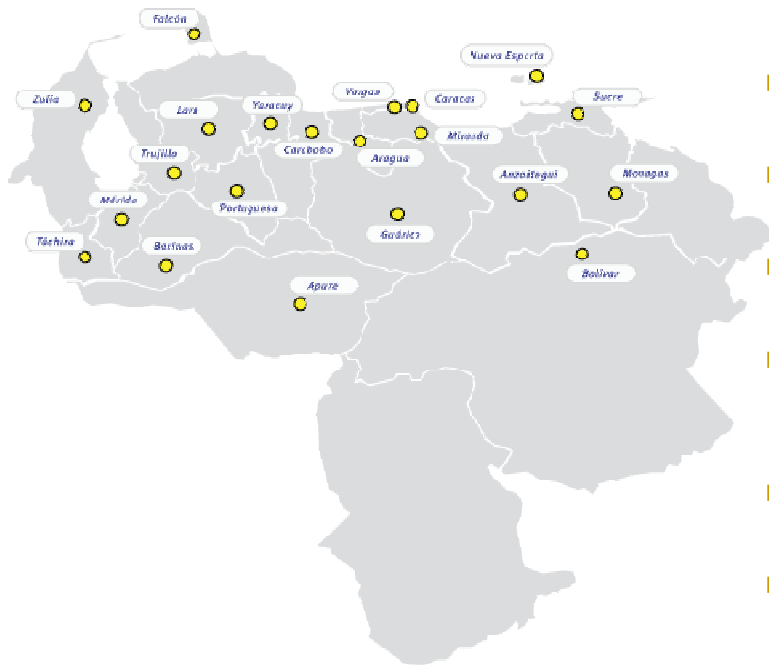 Falcón
Nueva Esparta
Zulia
Vargas
Caracas
Sucre
Lara
Yaracuy
Miranda
Carabobo
Trujillo
Aragua
Anzoátegui
Monagas
Mérida
Portuguesa
Guárico
Táchira
Barinas
Bolívar
Apure